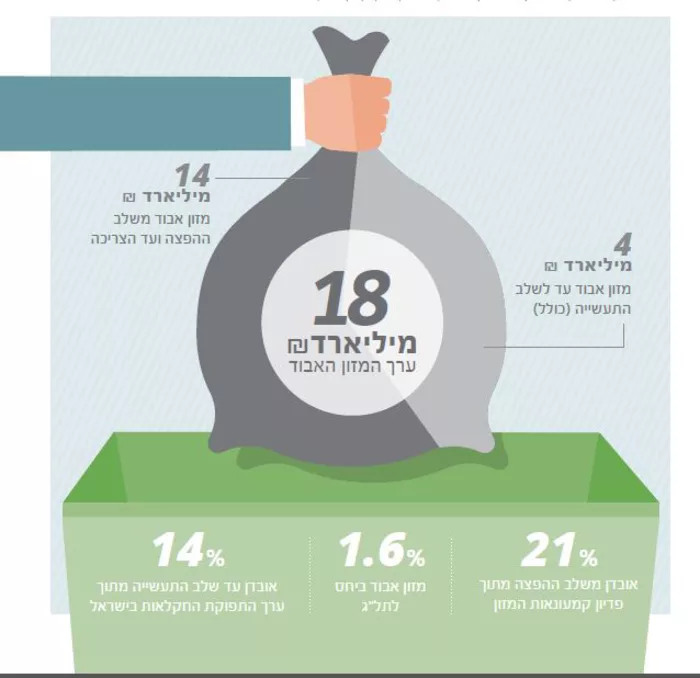 14
מיליארד ₪
מזון אבוד משלב
ההפצה ועד הצריכה
4
מיליארד ₪
מזון אבוד עד לשלב
התעשייה (כולל)
18
מיליארד₪
ערך המזון האבוד
21%
אובדן משלב ההפצה מתוך
פדיון קמעונאות המזון
1.6%
מזון אבוד ביחס
לתל"ג
14%
אובדן עד שלב התעשייה מתוך
ערך התפוקת החקלאות בישראל